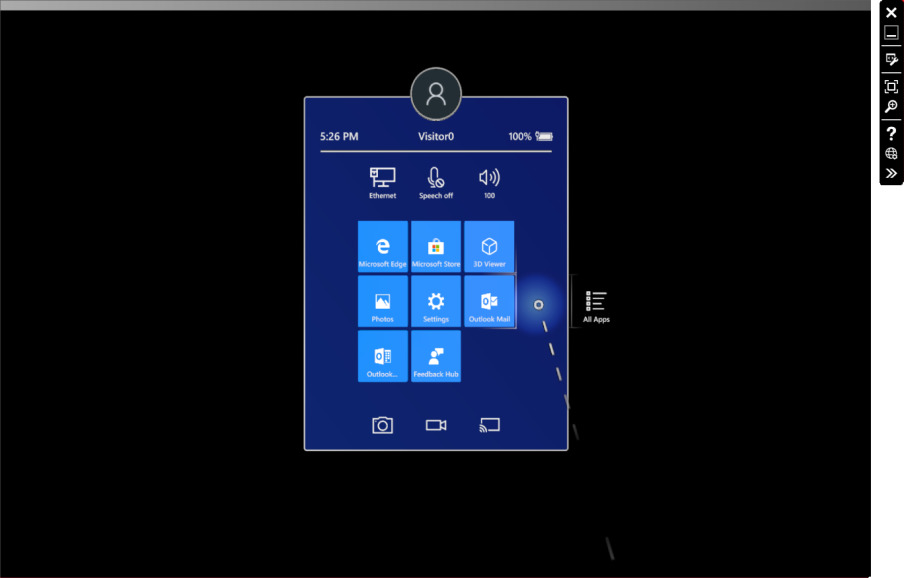 5:26 PM Visitor0 100%
Ethernet Speech off 100
Microsoft Edge Microsoft Store 3D Viewer
Photos Settings Outlook Mail All Apps
Outlook... Feedback Hub